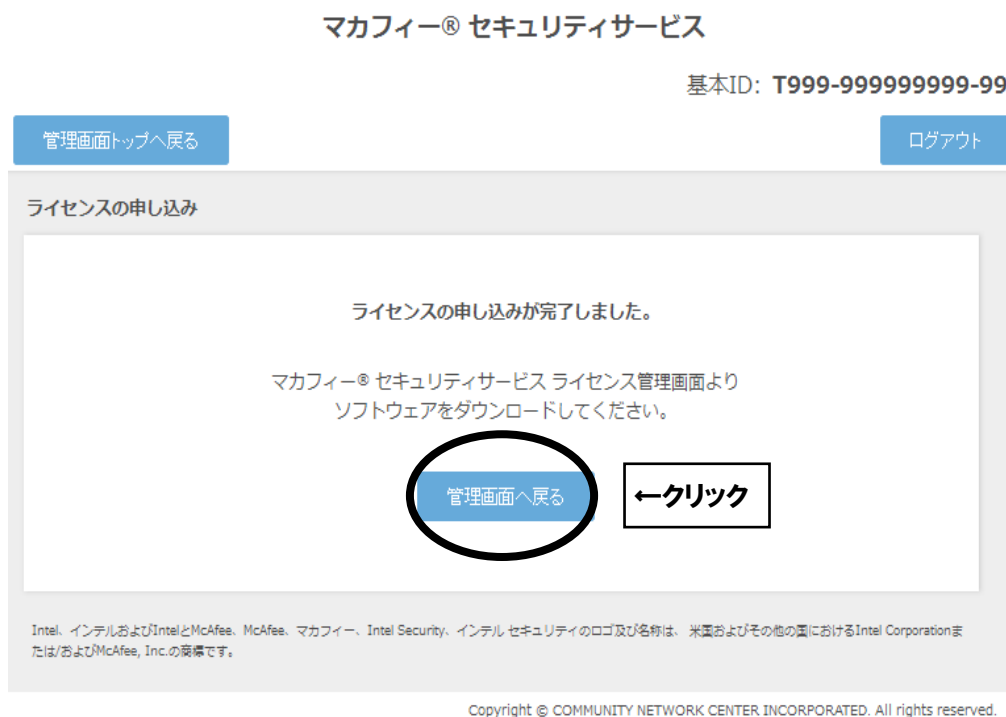 マカフィー® セキュリティサービス
基本ID: T999-999999999-99
管理画面トップへ戻る
ログアウト
ライセンスの申し込み
ライセンスの申し込みが完了しました。
マカフィー® セキュリティサービス ライセンス管理画面より
ソフトウェアをダウンロードしてください。
管理画面へ戻る
←クリック
Intel、インテルおよびIntelとMcAfee、McAfee、マカフィー、Intel Security、インテル セキュリティのロゴ及び名称は、 米国およびその他の国におけるIntel Corporationま
たは/およびMcAfee, Inc.の商標です。
Copyright © COMMUNITY NETWORK CENTER INCORPORATED. All rights reserved.